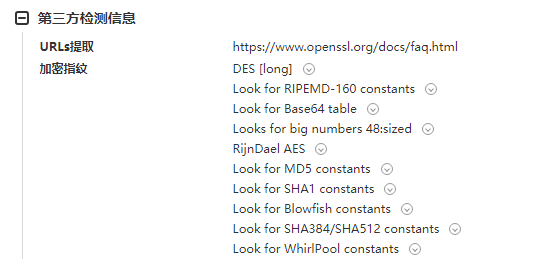 第三方检测信息
URLs提取 https://www.openssl.org/docs/faq.html
加密指纹 DES [long]
Look for RIPEMD-160 constants
Look for Base64 table
Looks for big numbers 48:sized
RijnDael AES
Look for MD5 constants
Look for SHA1 constants
Look for Blowfish constants
Look for SHA384/SHA512 constants
Look for WhirlPool constants